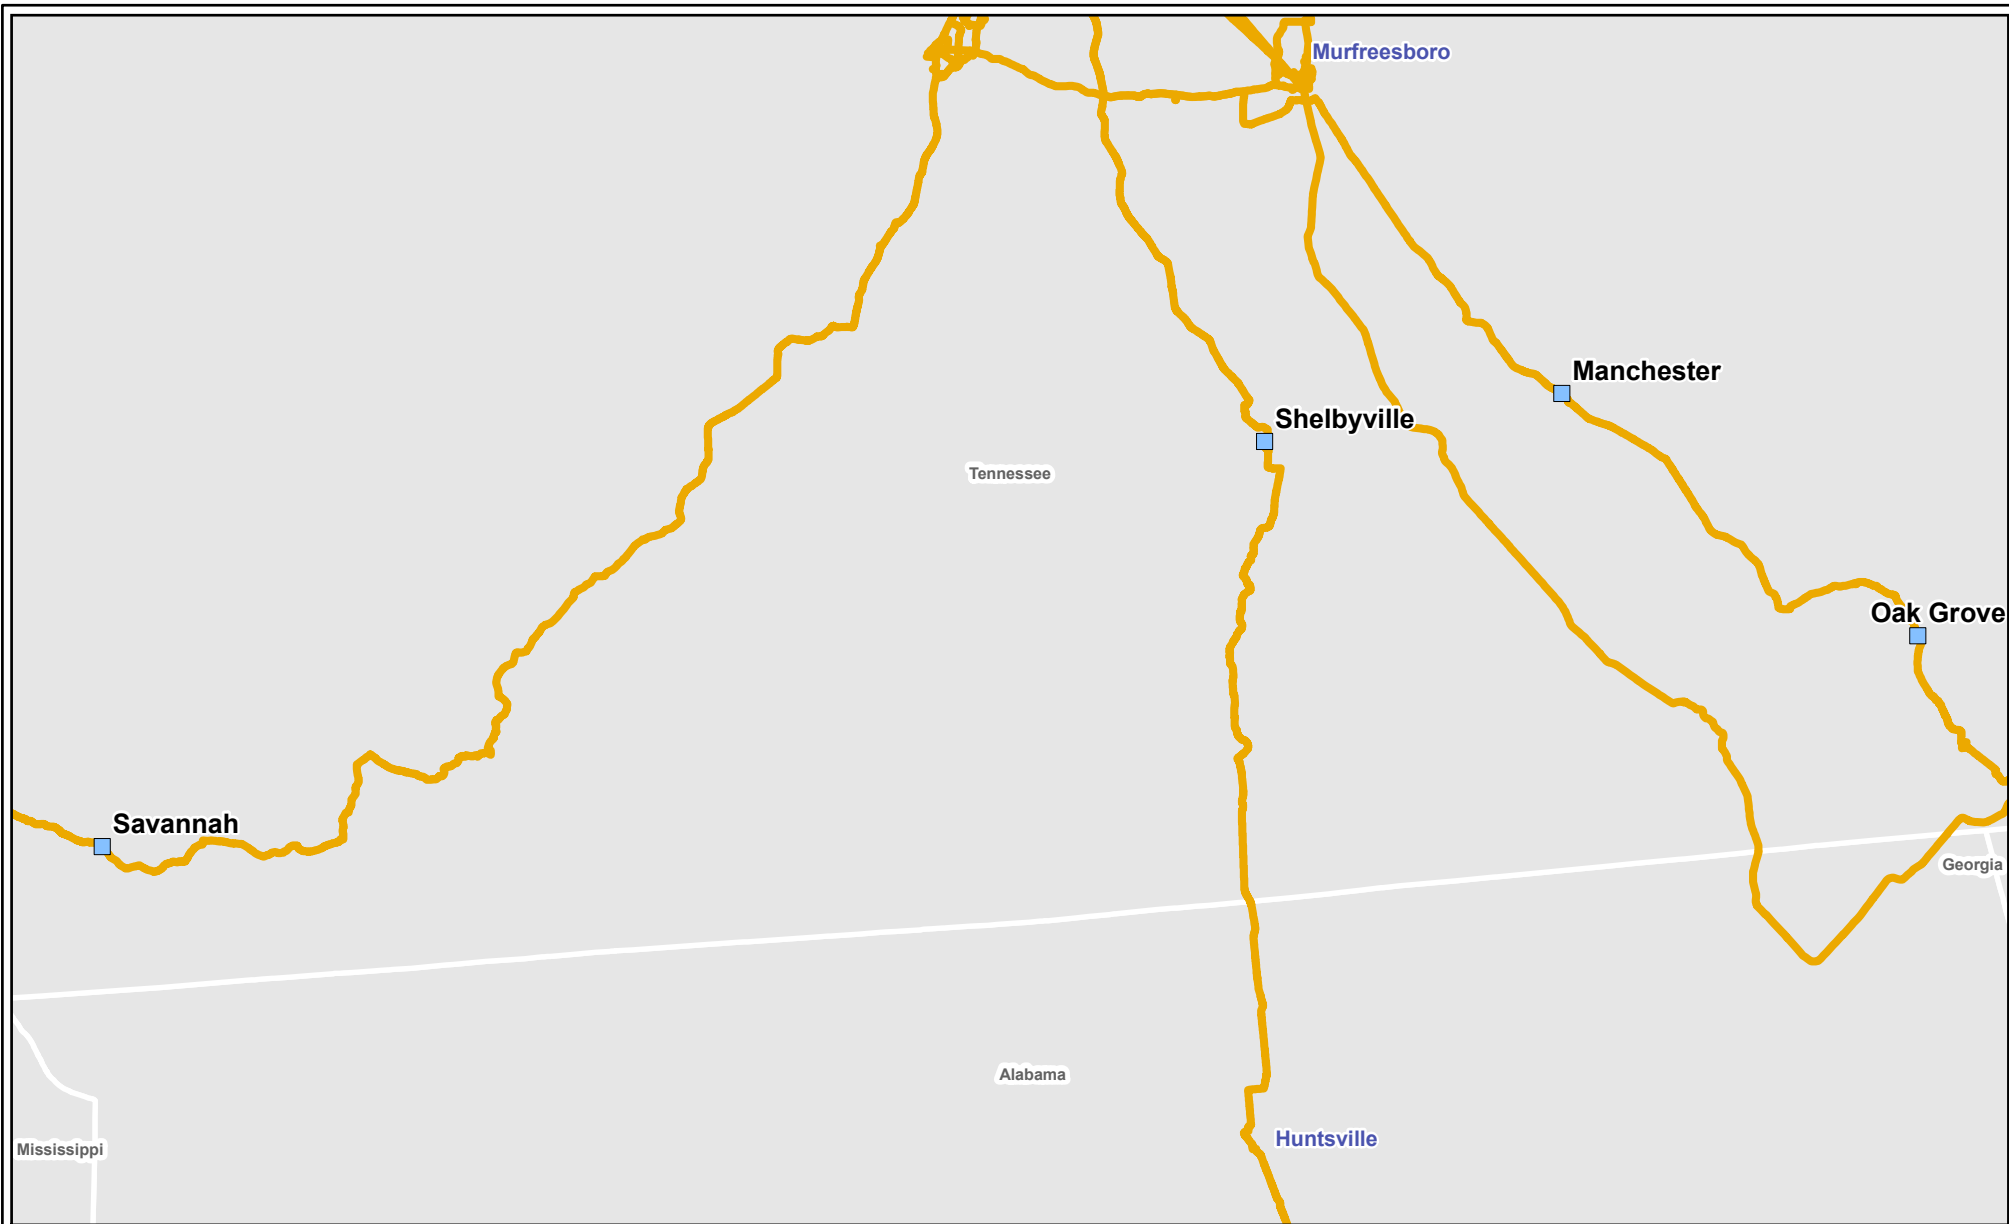 Murfreesboro
Manchester
Shelbyville
Tennessee
Oak Grove
Savannah
Georgia
Alabama
Huntsville
Mississippi